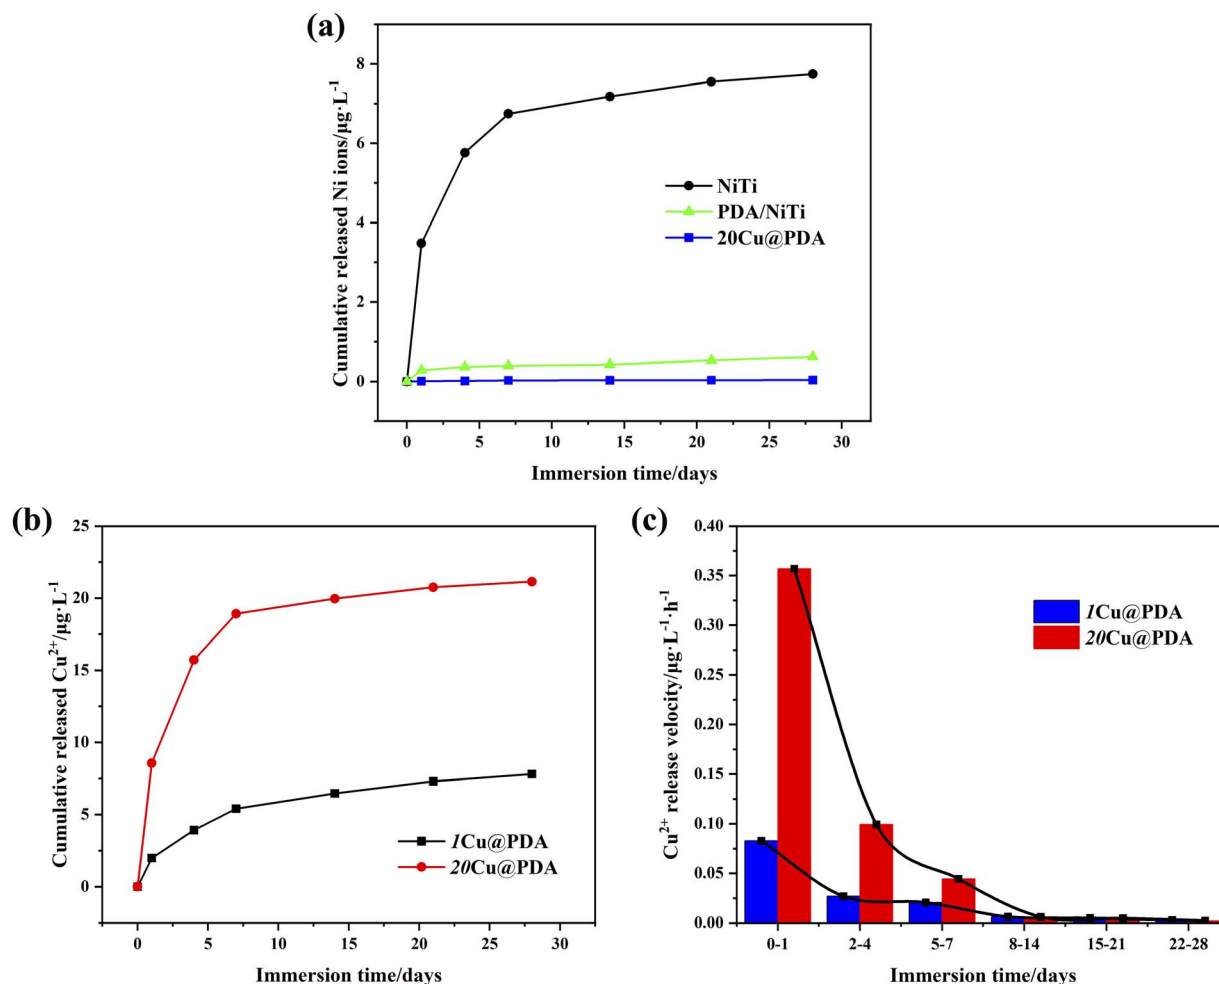 (a)
Cumulative released Ni ions/μg·L⁻¹
8
6
4
2
0
NiTi
PDA/NiTi
20Cu@PDA
0 5 10 15 20 25 30
Immersion time/days
(b)
Cumulative released Cu²⁺/μg·L⁻¹
25
20
15
10
5
0
1Cu@PDA
20Cu@PDA
0 5 10 15 20 25 30
Immersion time/days
(c)
Cu²⁺ release velocity/μg·L⁻¹·h⁻¹
0.40
0.35
0.30
0.25
0.20
0.15
0.10
0.05
0.00
1Cu@PDA
20Cu@PDA
0-1 2-4 5-7 8-14 15-21 22-28
Immersion time/days